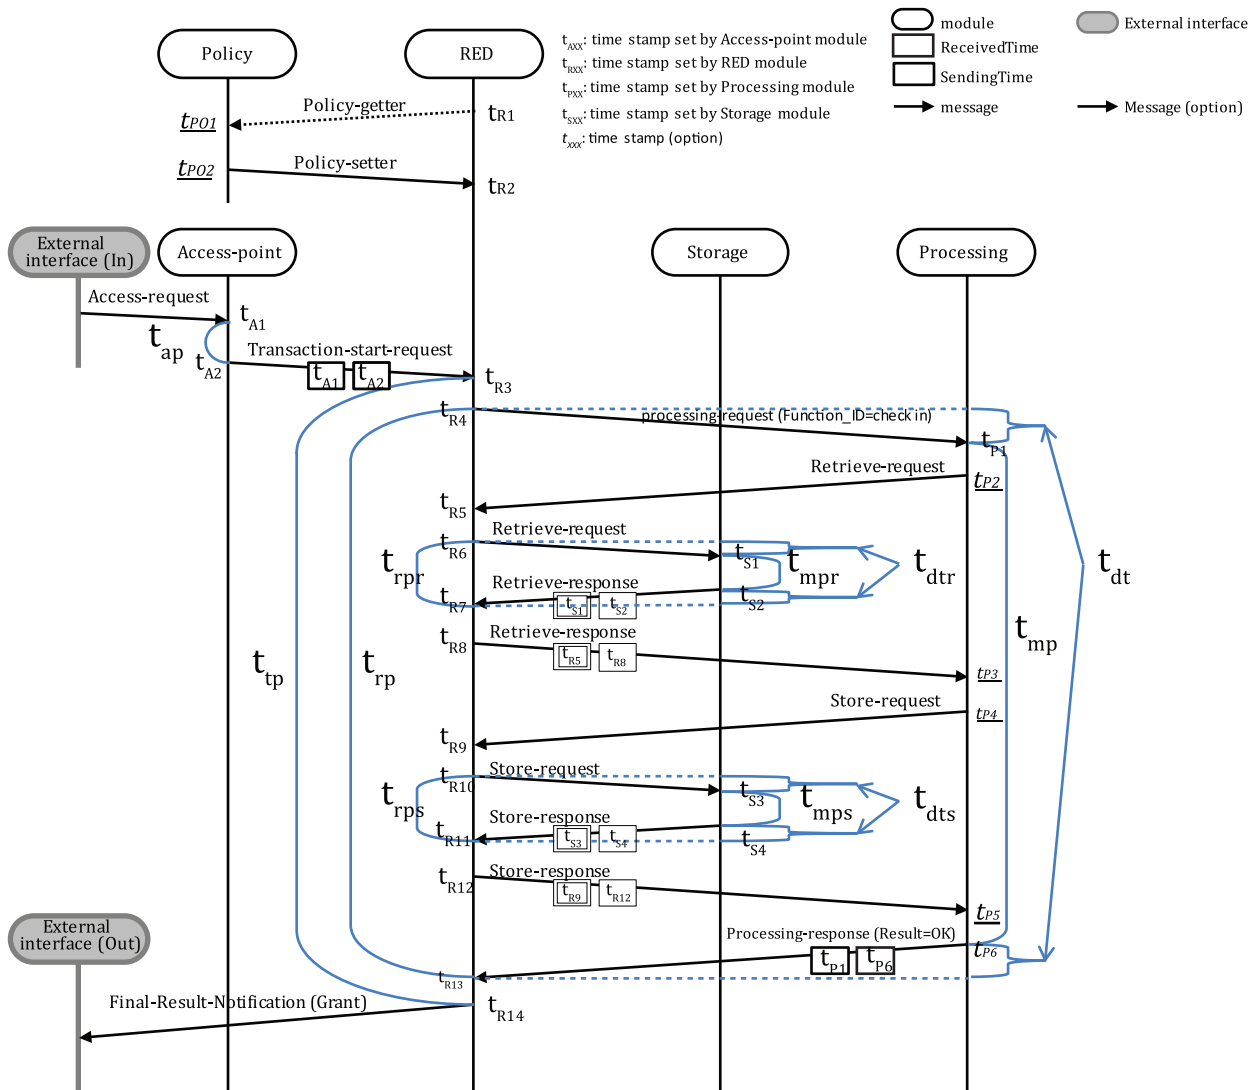 Policy
RED
t_AXX: time stamp set by Access-point module
t_RXX: time stamp set by RED module
t_PXX: time stamp set by Processing module
t_SXX: time stamp set by Storage module
t_xxx: time stamp (option)
module
External interface
ReceivedTime
SendingTime
message
Message (option)
Policy-getter
t_R1
t_PO1
Policy-setter
t_PO2
t_R2
External
interface (In)
Access-point
Storage
Processing
Access-request
t_A1
t_ap
t_A2
Transaction-start-request
t_A1
t_A2
t_R3
t_R4
processing-request (Function_ID=check in)
t_P1
Retrieve-request
t_P2
t_R5
Retrieve-request
t_R6
t_S1
t_rpr
t_mpr
t_dtr
t_dt
Retrieve-response
t_R7
t_S1
t_S2
t_S2
Retrieve-response
t_R8
t_R5
t_R8
t_mp
t_tp
t_rp
t_P3
Store-request
t_P4
t_R9
Store-request
t_R10
t_S3
t_rps
t_mps
t_dts
Store-response
t_R11
t_S3
t_S4
t_S4
Store-response
t_R12
t_R9
t_R12
t_P5
External
interface (Out)
Processing-response (Result=OK)
t_P6
t_P1
t_P6
t_R13
Final-Result-Notification (Grant)
t_R14